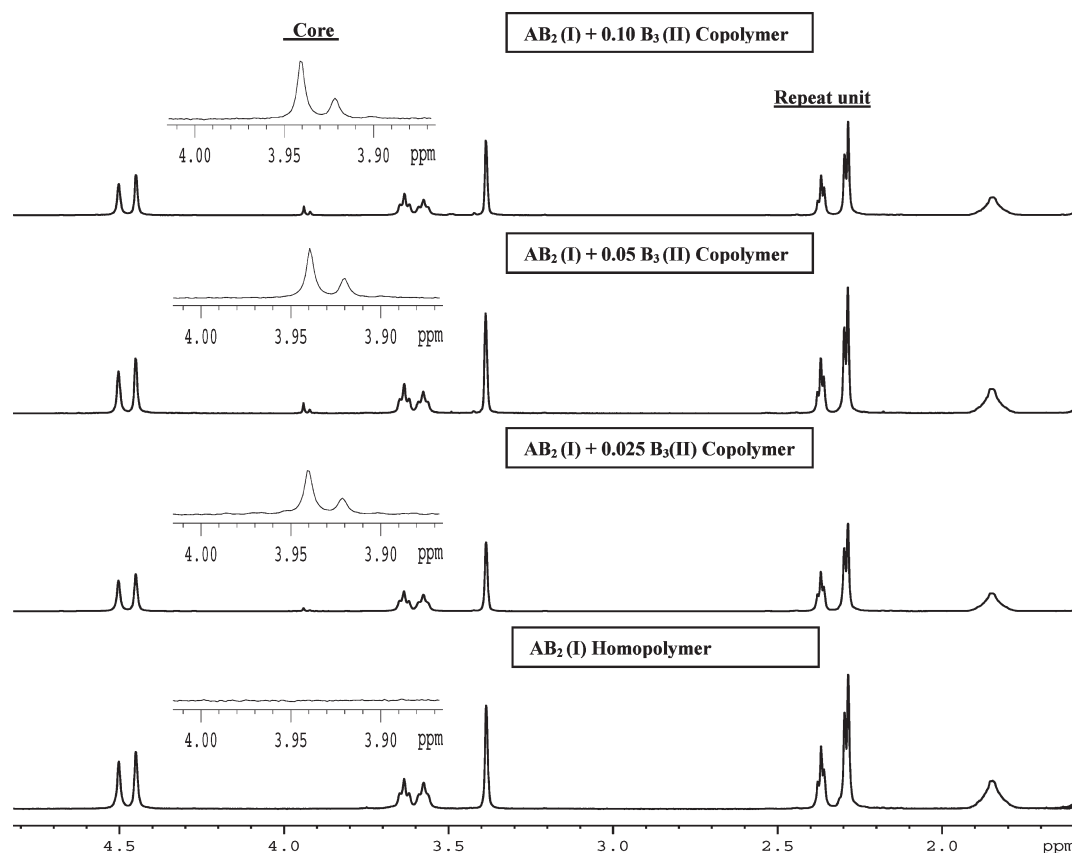 Core
AB₂ (I) + 0.10 B₃ (II) Copolymer
Repeat unit
4.00 3.95 3.90 ppm
AB₂ (I) + 0.05 B₃ (II) Copolymer
4.00 3.95 3.90 ppm
AB₂ (I) + 0.025 B₃(II) Copolymer
4.00 3.95 3.90 ppm
AB₂ (I) Homopolymer
4.00 3.95 3.90 ppm
4.5 4.0 3.5 3.0 2.5 2.0 ppm